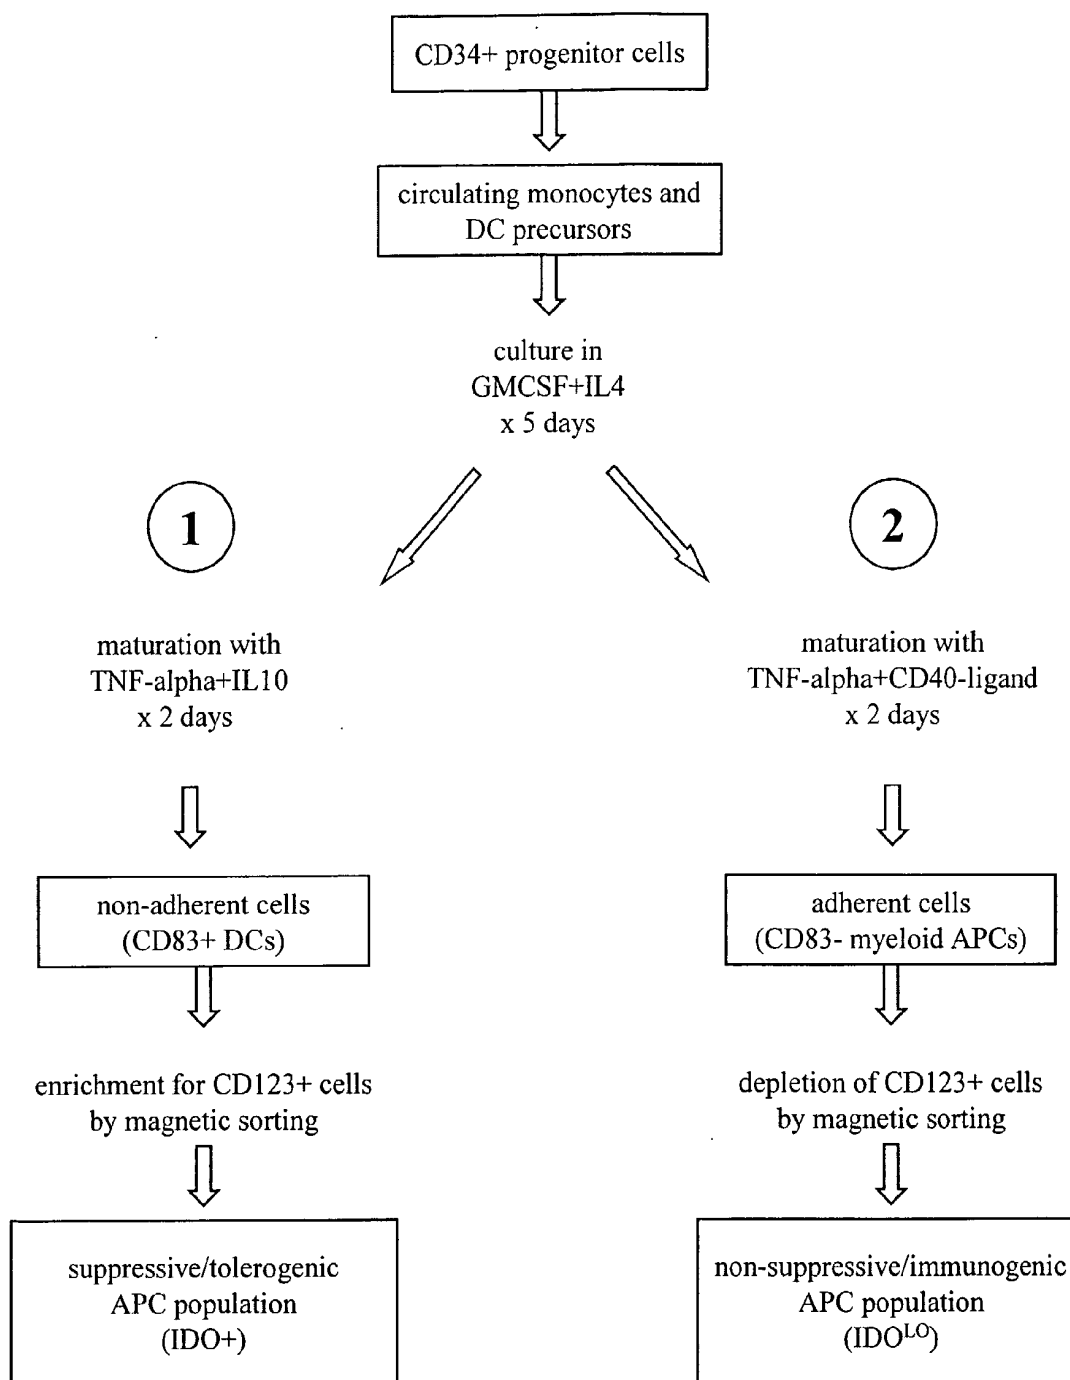 CD34+ progenitor cells
circulating monocytes and
DC precursors
culture in
GMCSF+IL4
x 5 days
1
maturation with
TNF-alpha+IL10
x 2 days
non-adherent cells
(CD83+ DCs)
enrichment for CD123+ cells
by magnetic sorting
suppressive/tolerogenic
APC population
(IDO+)
2
maturation with
TNF-alpha+CD40-ligand
x 2 days
adherent cells
(CD83- myeloid APCs)
depletion of CD123+ cells
by magnetic sorting
non-suppressive/immunogenic
APC population
(IDO^LO)